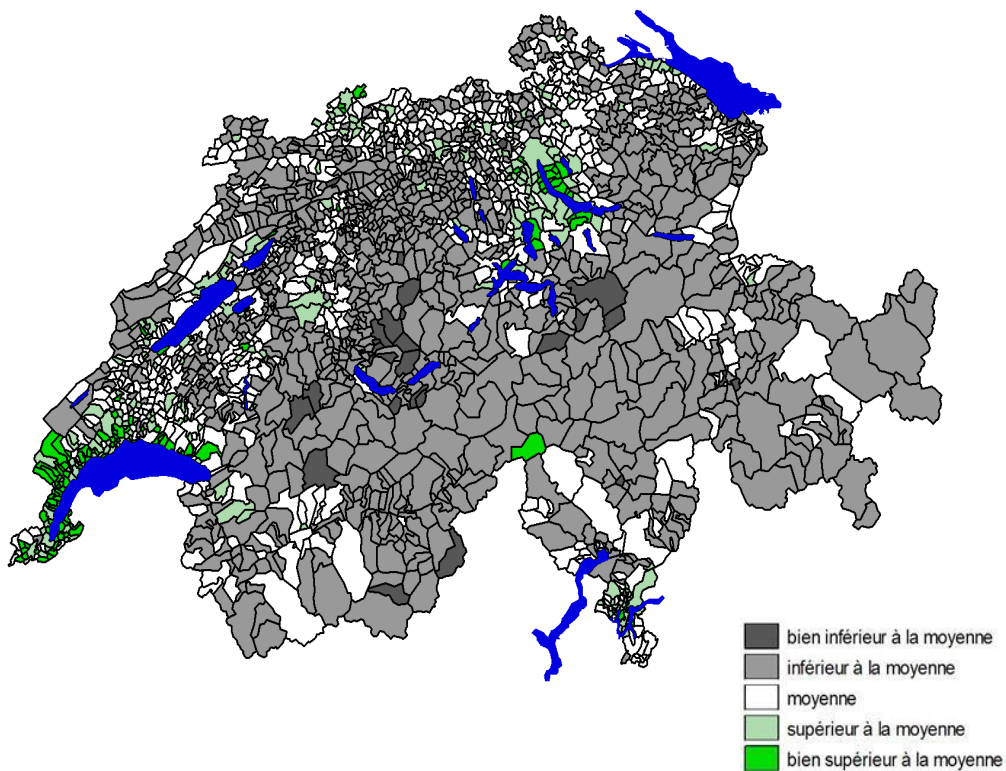 bien inférieur à la moyenne
inférieur à la moyenne
moyenne
supérieur à la moyenne
bien supérieur à la moyenne